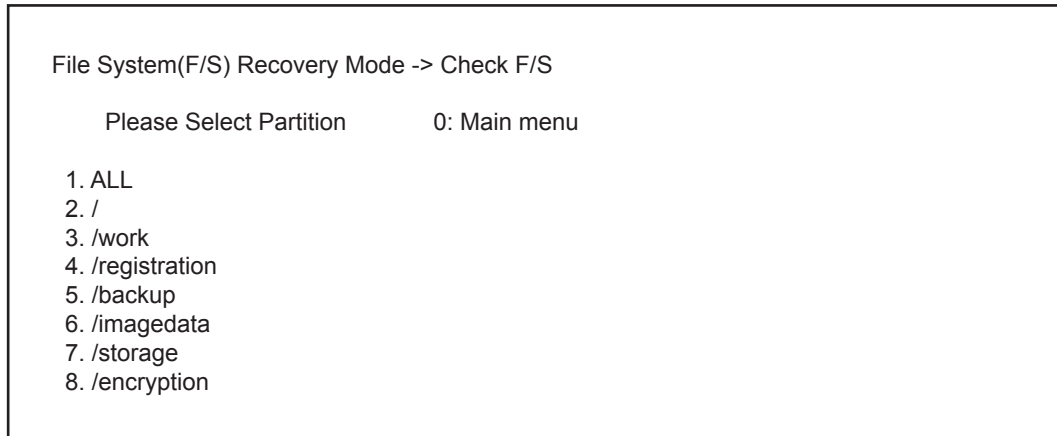 File System(F/S) Recovery Mode -> Check F/S
Please Select Partition 0: Main menu
1. ALL
2. /
3. /work
4. /registration
5. /backup
6. /imagedata
7. /storage
8. /encryption